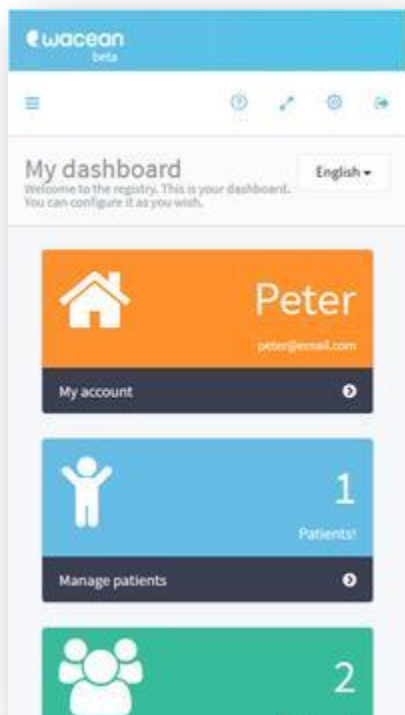 wacean
beta
My dashboard
English
Welcome to the registry. This is your dashboard.
You can configure it as you wish.
Peter
peter@email.com
My account
1
Patients!
Manage patients
2